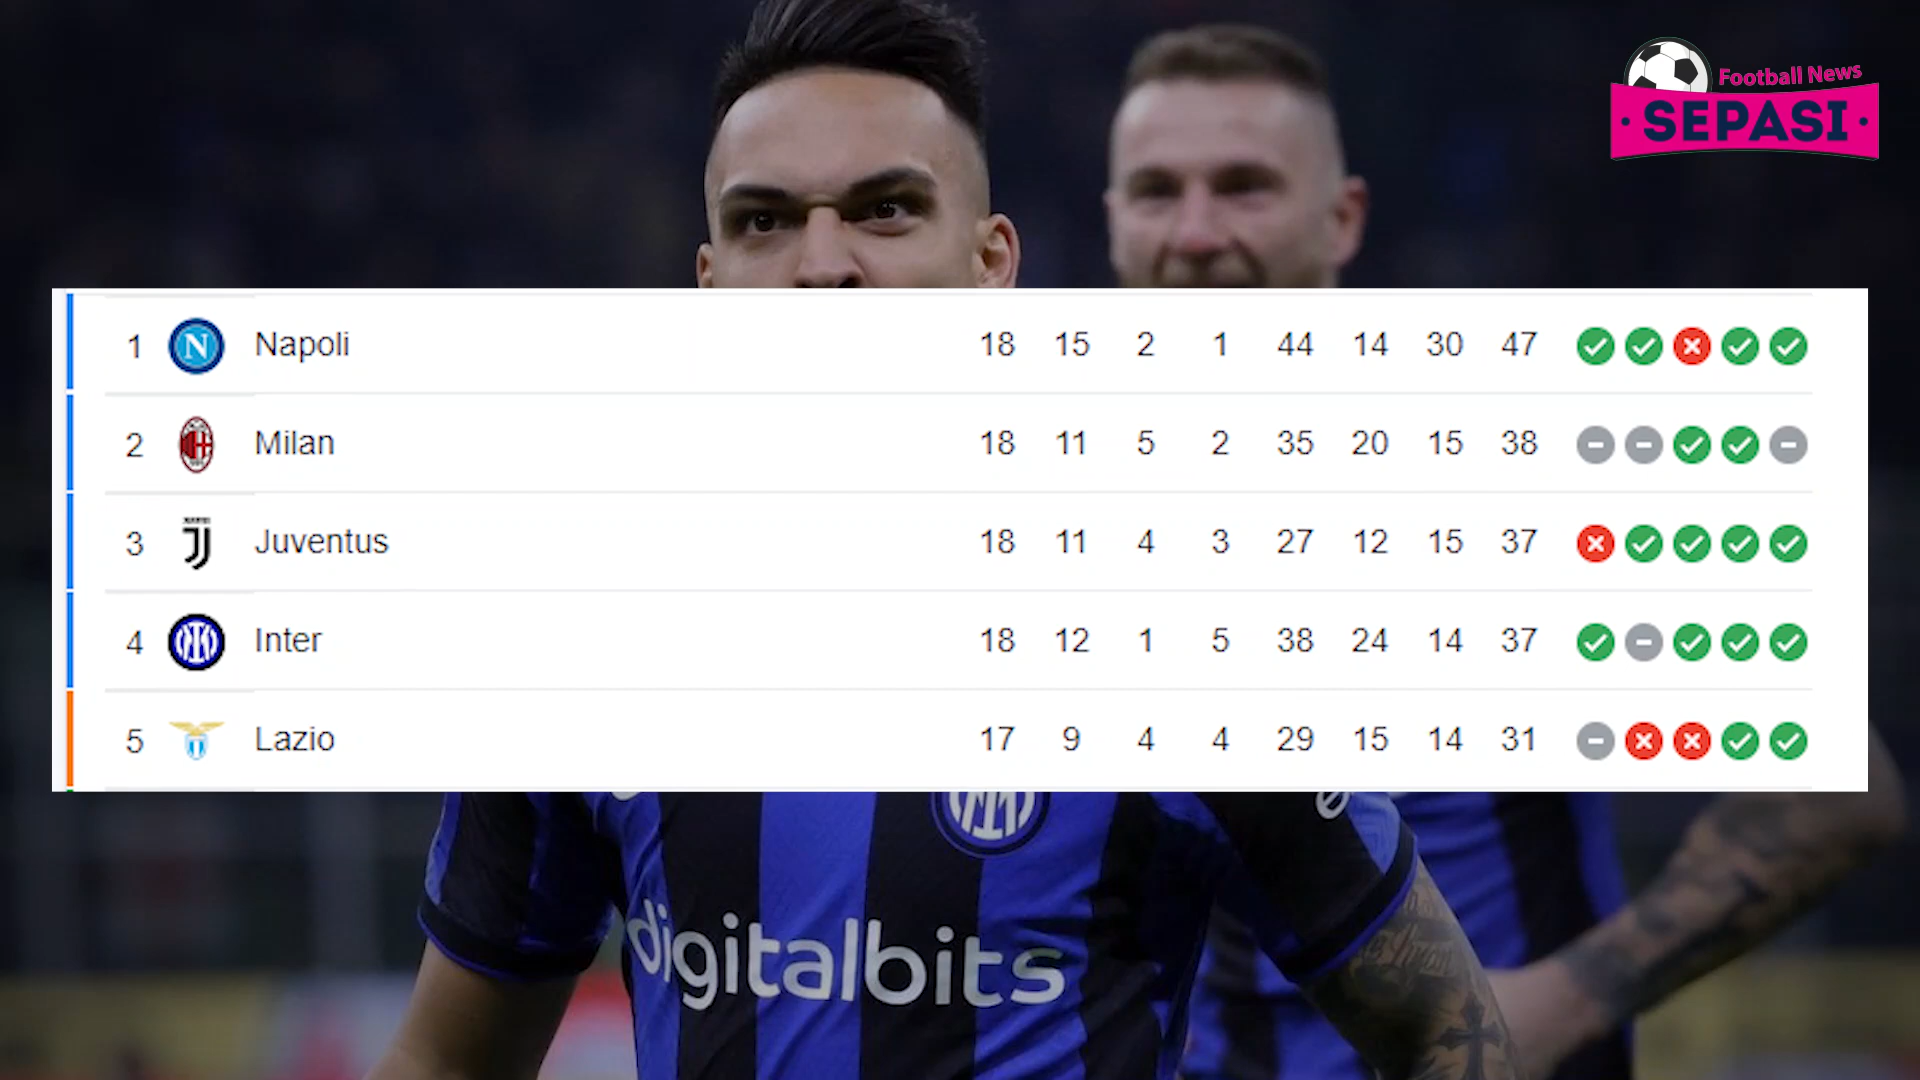 Football News
SEPASI
1 Napoli 18 15 2 1 44 14 30 47
2 Milan 18 11 5 2 35 20 15 38
3 Juventus 18 11 4 3 27 12 15 37
4 Inter 18 12 1 5 38 24 14 37
5 Lazio 17 9 4 4 29 15 14 31
digitalbits